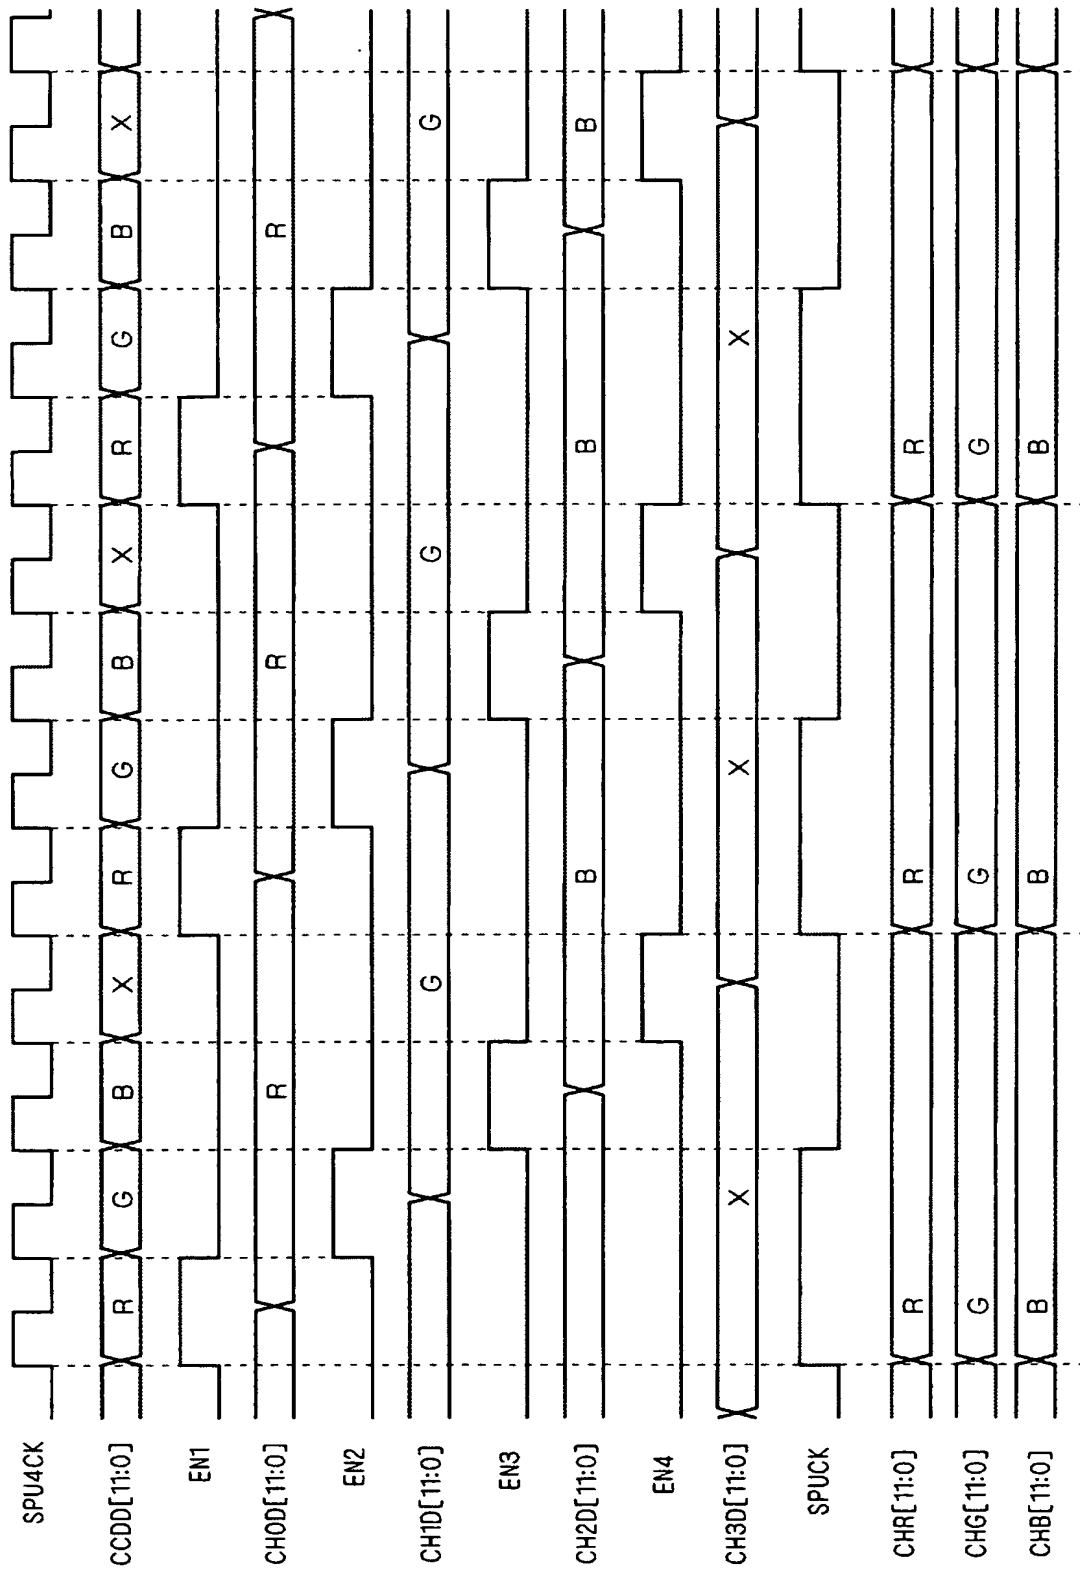 SPU4CK
CCDD[11:0] R G B X R G B X R G B X
EN1
CH0D[11:0] R R R
EN2
CH1D[11:0] G G G
EN3
CH2D[11:0] B B B
EN4
CH3D[11:0] X X X
SPUCK
CHR[11:0] R R R
CHG[11:0] G G G
CHB[11:0] B B B